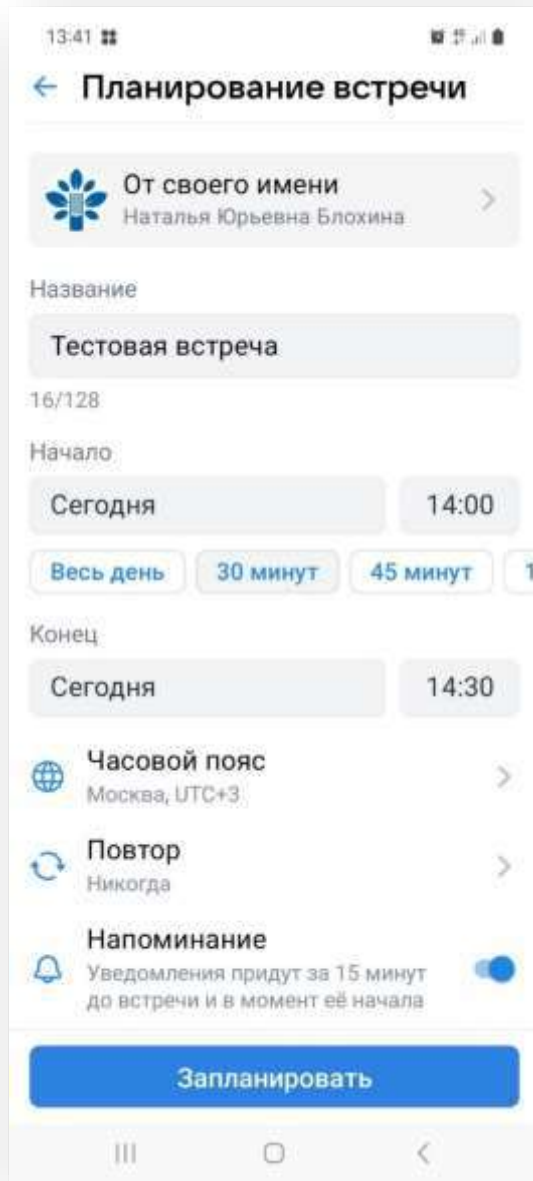 13:41
Планирование встречи
От своего имени
Наталья Юрьевна Блохина
Название
Тестовая встреча
16/128
Начало
Сегодня 14:00
Весь день 30 минут 45 минут 1
Конец
Сегодня 14:30
Часовой пояс
Москва, UTC+3
Повтор
Никогда
Напоминание
Уведомления придут за 15 минут
до встречи и в момент её начала
Запланировать